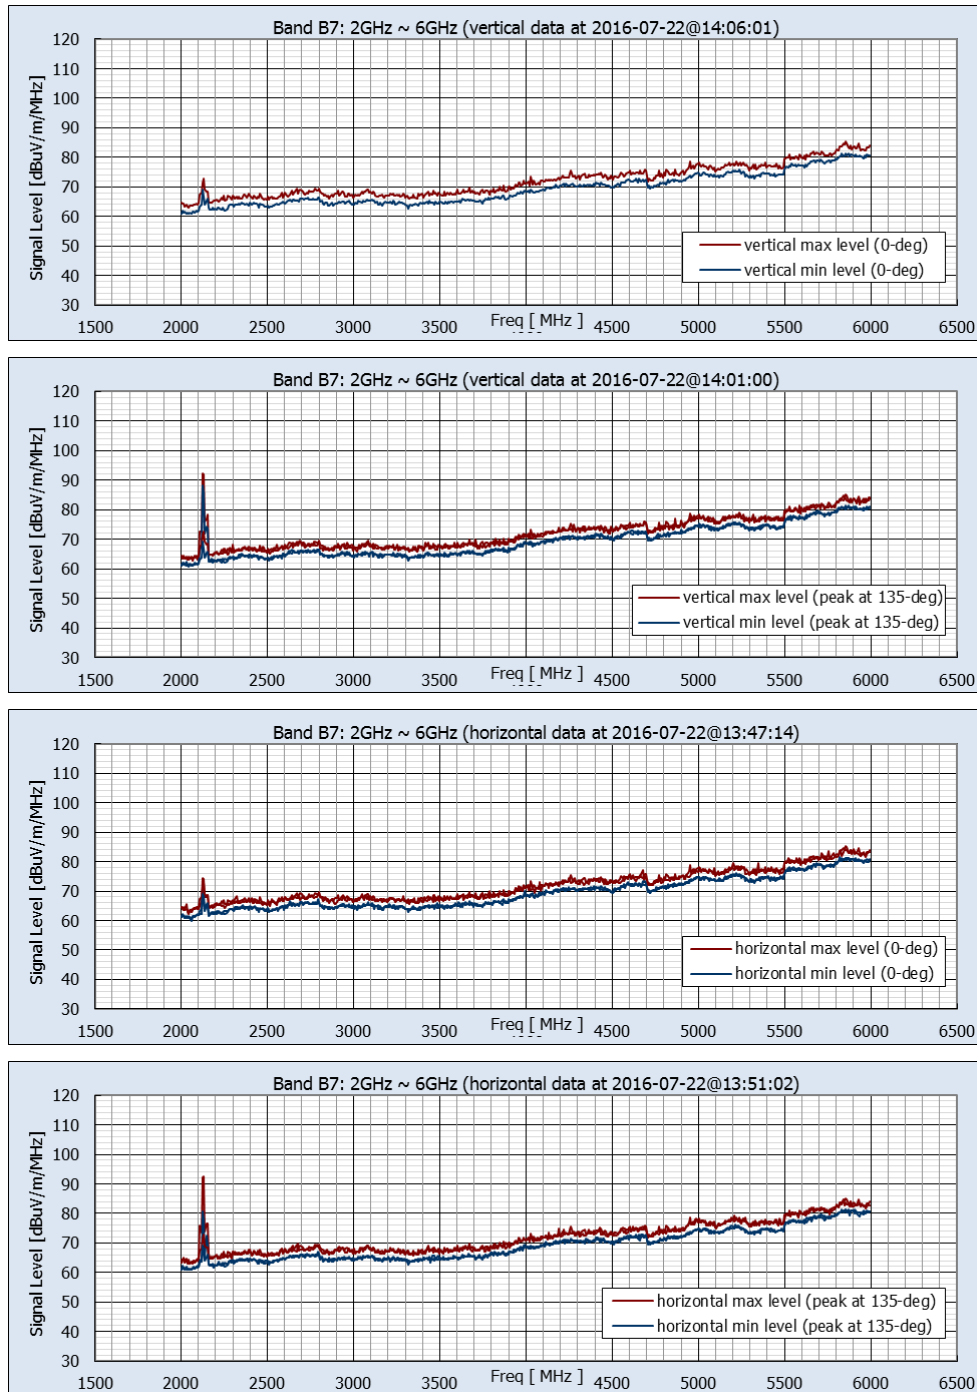 Band B7: 2GHz ~ 6GHz (vertical data at 2016-07-22@14:06:01)
Signal Level [dBuV/m/MHz]
120
110
100
90
80
70
60
50
40
30
vertical max level (0-deg)
vertical min level (0-deg)
Freq [ MHz ]
1500 2000 2500 3000 3500 4500 5000 5500 6000 6500
Band B7: 2GHz ~ 6GHz (vertical data at 2016-07-22@14:01:00)
Signal Level [dBuV/m/MHz]
120
110
100
90
80
70
60
50
40
30
vertical max level (peak at 135-deg)
vertical min level (peak at 135-deg)
Freq [ MHz ]
1500 2000 2500 3000 3500 4500 5000 5500 6000 6500
Band B7: 2GHz ~ 6GHz (horizontal data at 2016-07-22@13:47:14)
Signal Level [dBuV/m/MHz]
120
110
100
90
80
70
60
50
40
30
horizontal max level (0-deg)
horizontal min level (0-deg)
Freq [ MHz ]
1500 2000 2500 3000 3500 4500 5000 5500 6000 6500
Band B7: 2GHz ~ 6GHz (horizontal data at 2016-07-22@13:51:02)
Signal Level [dBuV/m/MHz]
120
110
100
90
80
70
60
50
40
30
horizontal max level (peak at 135-deg)
horizontal min level (peak at 135-deg)
Freq [ MHz ]
1500 2000 2500 3000 3500 4500 5000 5500 6000 6500